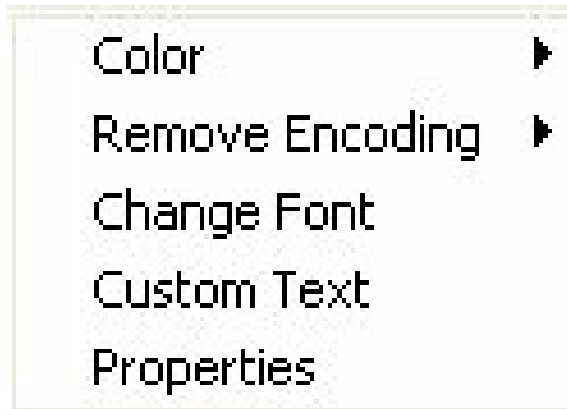 Color
Remove Encoding
Change Font
Custom Text
Properties